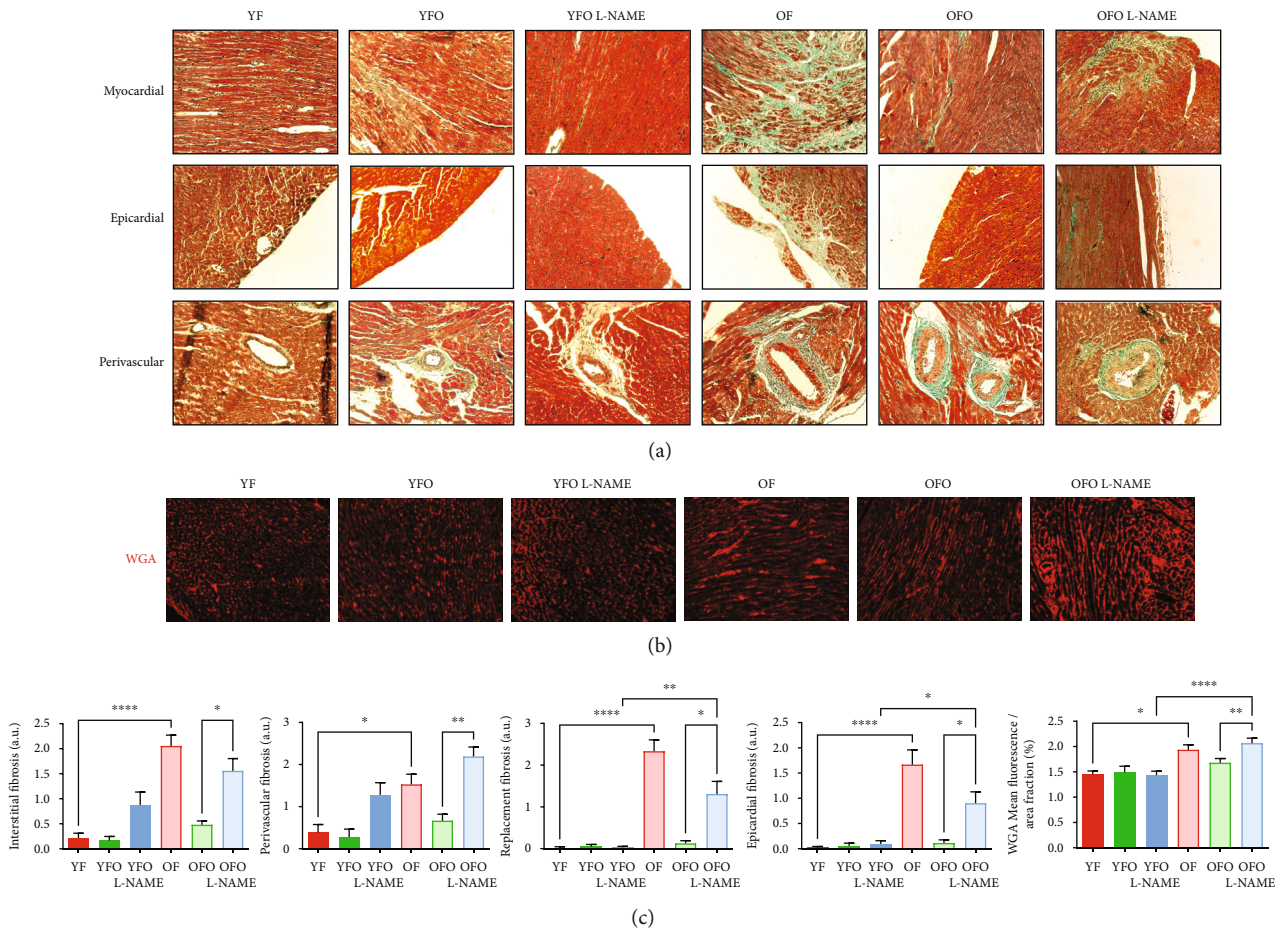 YF YFO YFO L-NAME OF OFO OFO L-NAME
Myocardial
Epicardial
Perivascular
(a)
YF YFO YFO L-NAME OF OFO OFO L-NAME
WGA
(b)
Interstitial fibrosis (a.u.)
2.5
2.0
1.5
1.0
0.5
0.0
**** *
YF YFO YFO OF OFO OFO
L-NAME L-NAME
Perivascular fibrosis (a.u.)
3
2
1
0
* **
YF YFO YFO OF OFO OFO
L-NAME L-NAME
Replacement fibrosis (a.u.)
3
2
1
0
**
**** *
YF YFO YFO OF OFO OFO
L-NAME L-NAME
Epicardial fibrosis (a.u.)
2.5
2.0
1.5
1.0
0.5
0.0
*
**** *
YF YFO YFO OF OFO OFO
L-NAME L-NAME
WGA Mean fluorescence /
area fraction (%)
2.5
2.0
1.5
1.0
0.5
0.0
****
* **
YF YFO YFO OF OFO OFO
L-NAME L-NAME
(c)